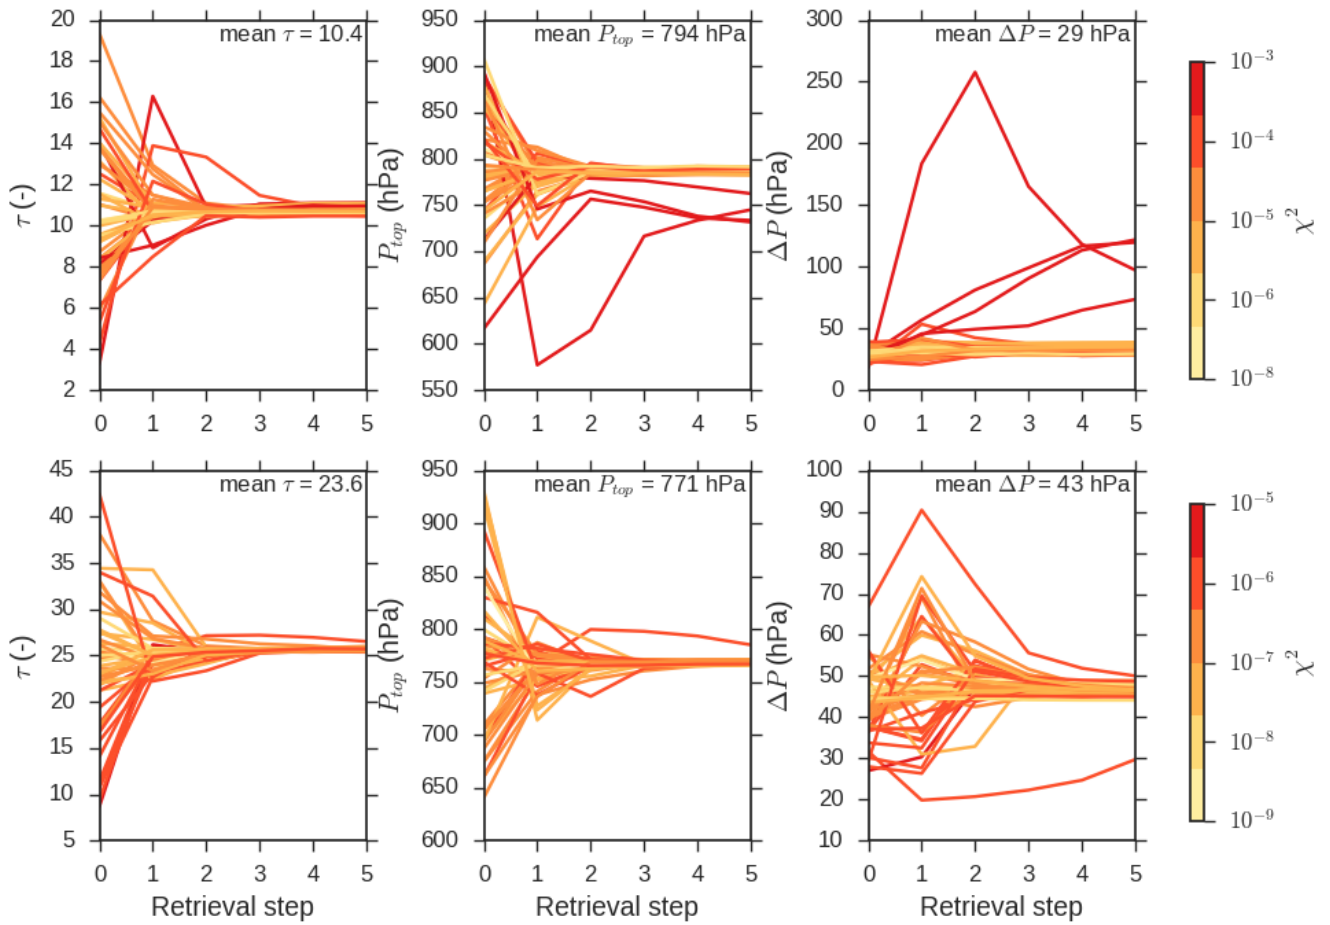 mean τ = 10.4
20
18
16
14
12
10
8
6
4
2
τ (-)
0 1 2 3 4 5
mean P_top = 794 hPa
950
900
850
800
750
700
650
600
550
P_top (hPa)
0 1 2 3 4 5
mean ΔP = 29 hPa
300
250
200
150
100
50
0
ΔP (hPa)
0 1 2 3 4 5
10⁻³
10⁻⁴
10⁻⁵
10⁻⁶
10⁻⁸
χ²
mean τ = 23.6
45
40
35
30
25
20
15
10
5
τ (-)
0 1 2 3 4 5
Retrieval step
mean P_top = 771 hPa
950
900
850
800
750
700
650
600
P_top (hPa)
0 1 2 3 4 5
Retrieval step
mean ΔP = 43 hPa
100
90
80
70
60
50
40
30
20
10
ΔP (hPa)
0 1 2 3 4 5
Retrieval step
10⁻⁵
10⁻⁶
10⁻⁷
10⁻⁸
10⁻⁹
χ²